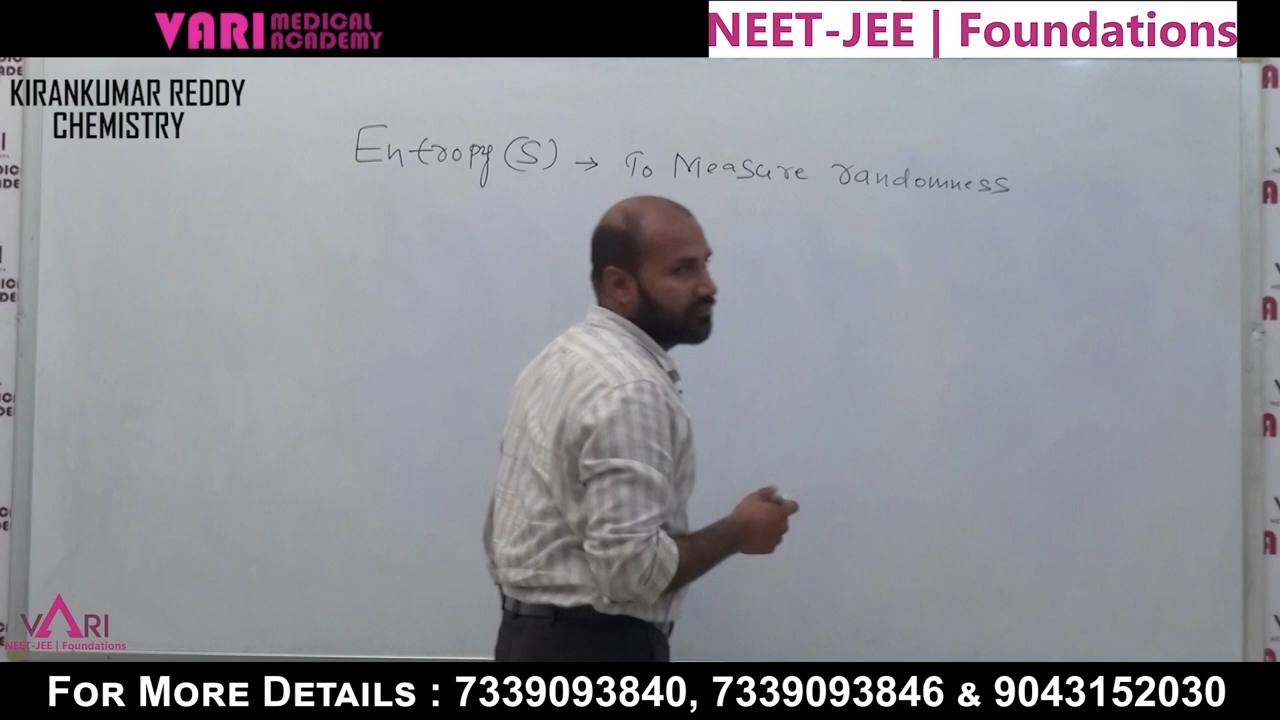 VARI MEDICAL ACADEMY
NEET-JEE | Foundations
KIRANKUMAR REDDY
CHEMISTRY
Entropy (S) → To Measure randomness
VARI
NEET-JEE | Foundations
FOR MORE DETAILS : 7339093840, 7339093846 & 9043152030